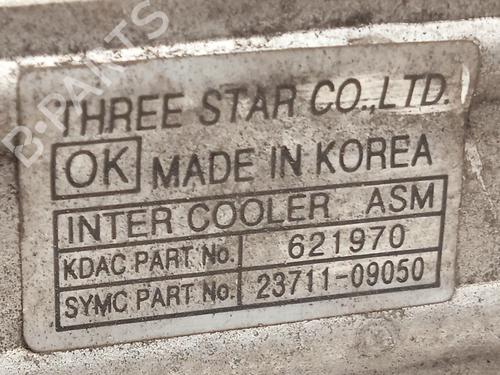 B-PARTS
THREE STAR CO.,LTD.
OK MADE IN KOREA
INTER COOLER ASM
KDAC PART No. 621970
SYMC PART No. 23711-09050